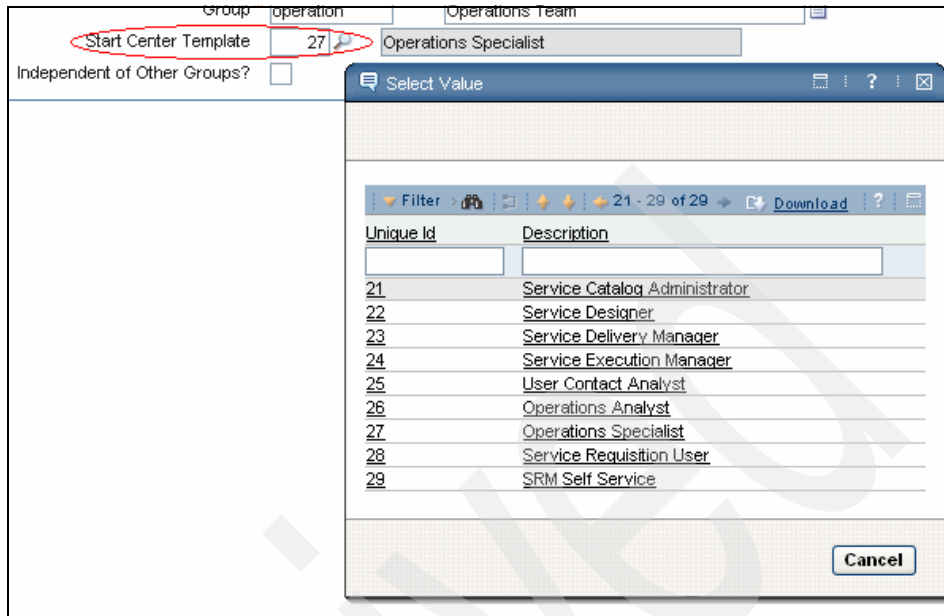 Group operation Operations Team
Start Center Template 27 Operations Specialist
Independent of Other Groups?
Select Value ?
Filter 21 - 29 of 29 Download ?
Unique Id Description
21 Service Catalog Administrator
22 Service Designer
23 Service Delivery Manager
24 Service Execution Manager
25 User Contact Analyst
26 Operations Analyst
27 Operations Specialist
28 Service Requisition User
29 SRM Self Service
Cancel